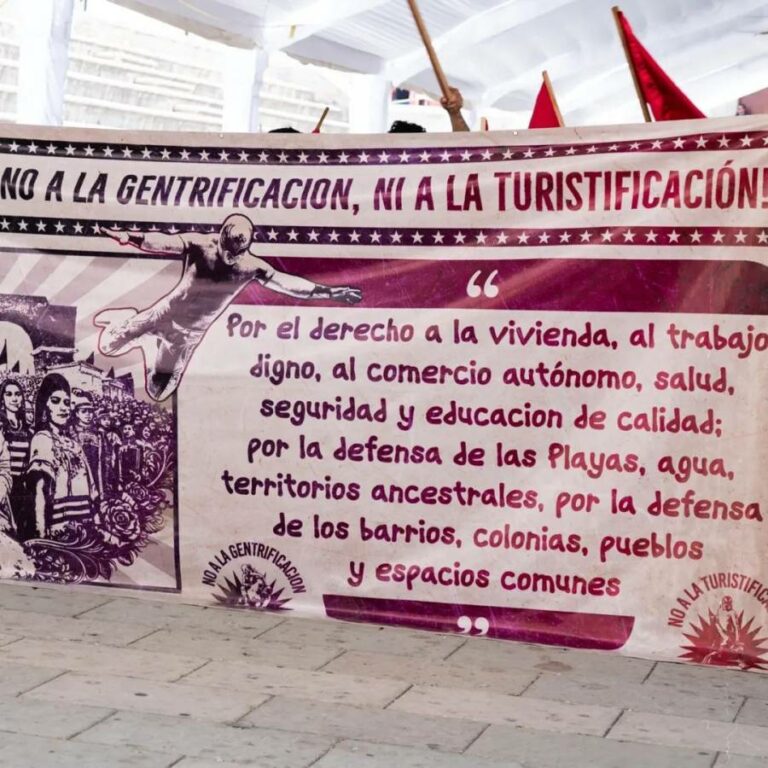 NO A LA GENTRIFICACION, NI A LA TURISTIFICACIÓN!
“
Por el derecho a la vivienda, al trabajo
digno, al comercio autónomo, salud,
seguridad y educacion de calidad;
por la defensa de las Playas, agua,
territorios ancestrales, por la defensa
de los barrios, colonias, pueblos
y espacios comunes
”
NO A LA GENTRIFICACION
NO A LA TURISTIFICA